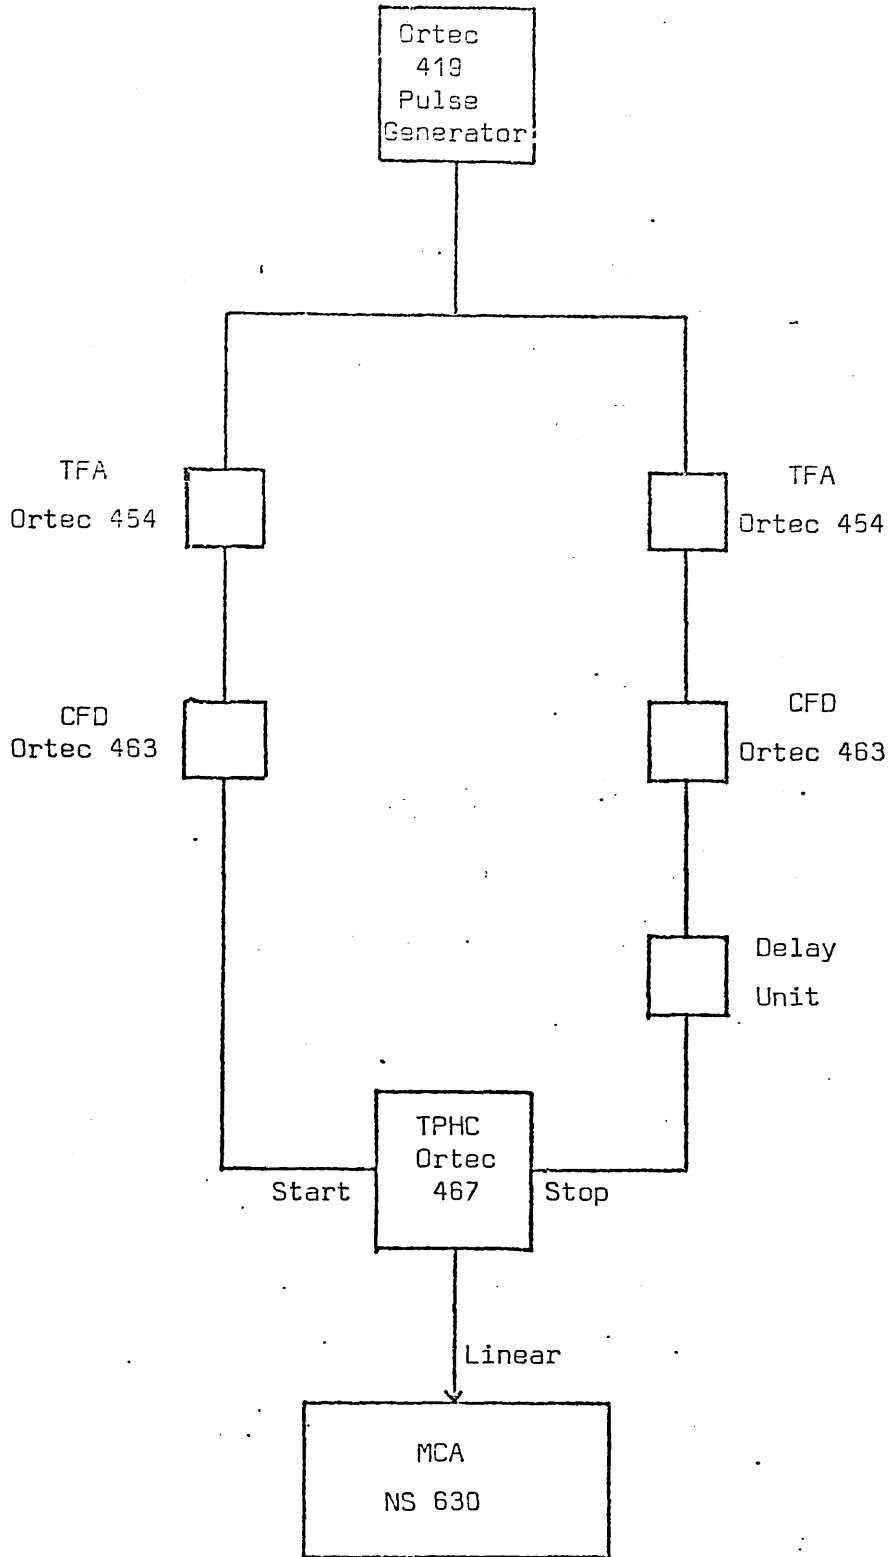 Ortec
419
Pulse
Generator
TFA
Ortec 454
TFA
Ortec 454
CFD
Ortec 463
CFD
Ortec 463
Delay
Unit
TPHC
Ortec
467
Start
Stop
Linear
MCA
NS 630